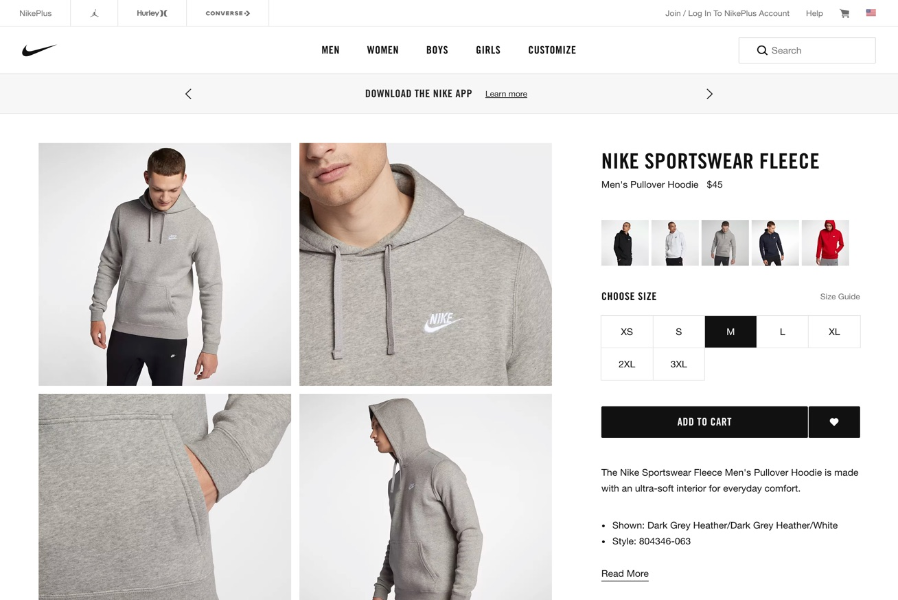 NikePlus
Hurley
CONVERSE
Join / Log In To NikePlus Account
Help
MEN
WOMEN
BOYS
GIRLS
CUSTOMIZE
Search
DOWNLOAD THE NIKE APP Learn more
NIKE
NIKE SPORTSWEAR FLEECE
Men's Pullover Hoodie $45
CHOOSE SIZE
Size Guide
XS
S
M
L
XL
2XL
3XL
ADD TO CART
The Nike Sportswear Fleece Men's Pullover Hoodie is made
with an ultra-soft interior for everyday comfort.
• Shown: Dark Grey Heather/Dark Grey Heather/White
• Style: 804346-063
Read More